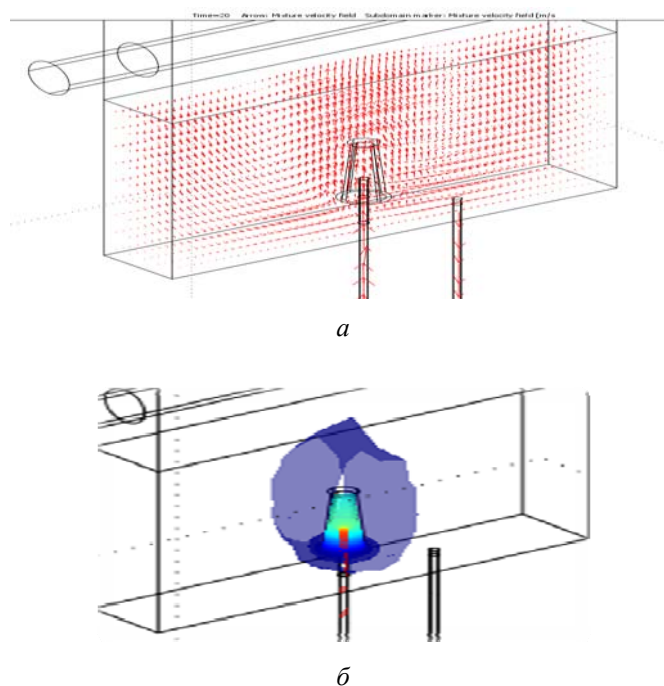 Time=20 Arrow: Mixture velocity field Subdomain marker: Mixture velocity field [m/s
а
б